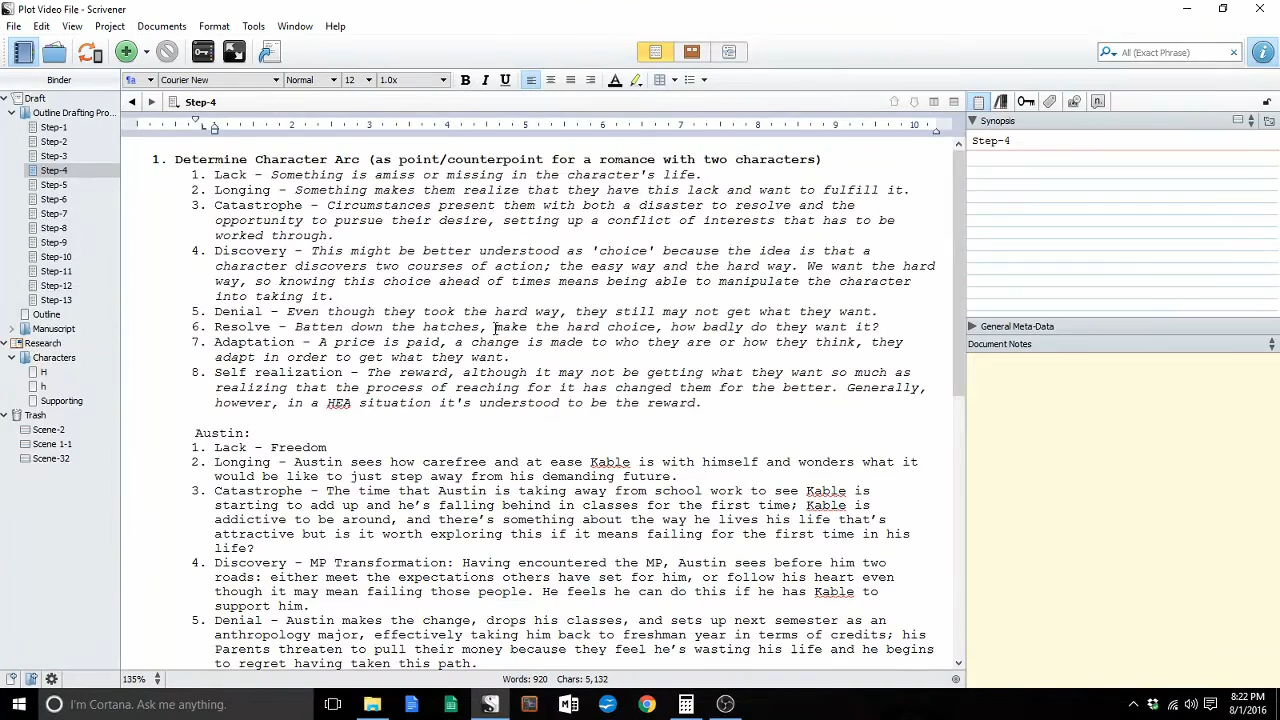 Plot Video File - Scrivener
File Edit View Project Documents Format Tools Window Help
All (Exact Phrase)
Binder
Courier New Normal 12 1.0x B I U A
Draft
Outline Drafting Pro...
Step-1
Step-2
Step-3
Step-4
Step-5
Step-6
Step-7
Step-8
Step-9
Step-10
Step-11
Step-12
Step-13
Outline
Manuscript
Research
Characters
H
h
Supporting
Trash
Scene-2
Scene 1-1
Scene-32
Step-4
2 3 4 5 6 7 8 9 10
1. Determine Character Arc (as point/counterpoint for a romance with two characters)
1. Lack - Something is amiss or missing in the character's life.
2. Longing - Something makes them realize that they have this lack and want to fulfill it.
3. Catastrophe - Circumstances present them with both a disaster to resolve and the
opportunity to pursue their desire, setting up a conflict of interests that has to be
worked through.
4. Discovery - This might be better understood as 'choice' because the idea is that a
character discovers two courses of action; the easy way and the hard way. We want the hard
way, so knowing this choice ahead of times means being able to manipulate the character
into taking it.
5. Denial - Even though they took the hard way, they still may not get what they want.
6. Resolve - Batten down the hatches, make the hard choice, how badly do they want it?
7. Adaptation - A price is paid, a change is made to who they are or how they think, they
adapt in order to get what they want.
8. Self realization - The reward, although it may not be getting what they want so much as
realizing that the process of reaching for it has changed them for the better. Generally,
however, in a HEA situation it's understood to be the reward.
Austin:
1. Lack - Freedom
2. Longing - Austin sees how carefree and at ease Kable is with himself and wonders what it
would be like to just step away from his demanding future.
3. Catastrophe - The time that Austin is taking away from school work to see Kable is
starting to add up and he's falling behind in classes for the first time; Kable is
addictive to be around, and there's something about the way he lives his life that's
attractive but is it worth exploring this if it means failing for the first time in his
life?
4. Discovery - MP Transformation: Having encountered the MP, Austin sees before him two
roads: either meet the expectations others have set for him, or follow his heart even
though it may mean failing those people. He feels he can do this if he has Kable to
support him.
5. Denial - Austin makes the change, drops his classes, and sets up next semester as an
anthropology major, effectively taking him back to freshman year in terms of credits; his
Parents threaten to pull their money because they feel he's wasting his life and he begins
to regret having taken this path.
135%
Words: 920 Chars: 5,132
Synopsis
Step-4
General Meta-Data
Document Notes
I'm Cortana. Ask me anything.
8:22 PM
8/1/2016